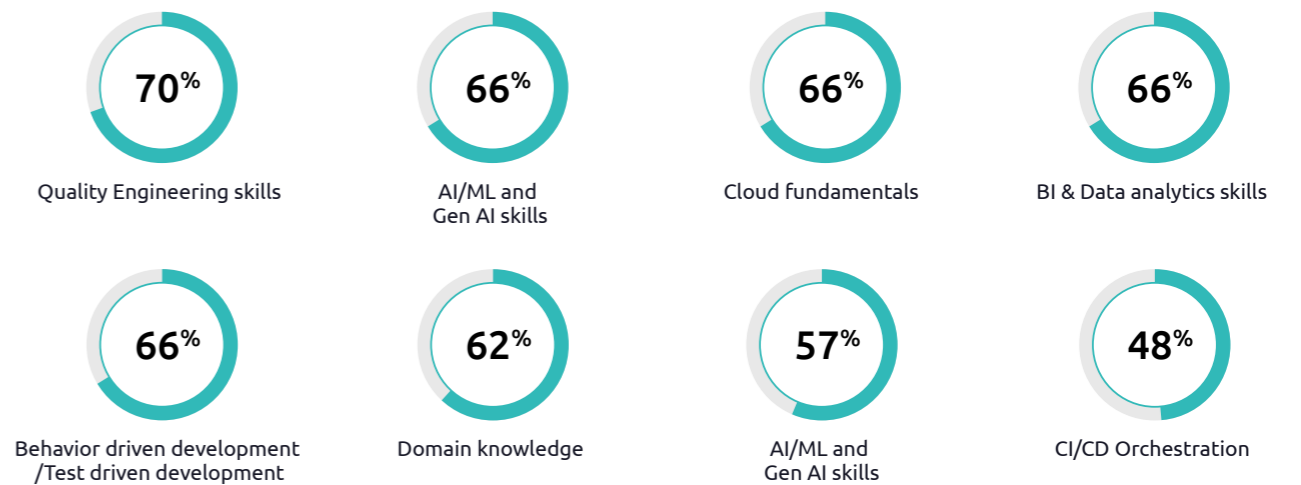 70%
66%
66%
66%
Quality Engineering skills
AI/ML and
Gen AI skills
Cloud fundamentals
BI & Data analytics skills
66%
62%
57%
48%
Behavior driven development
/Test driven development
Domain knowledge
AI/ML and
Gen AI skills
CI/CD Orchestration